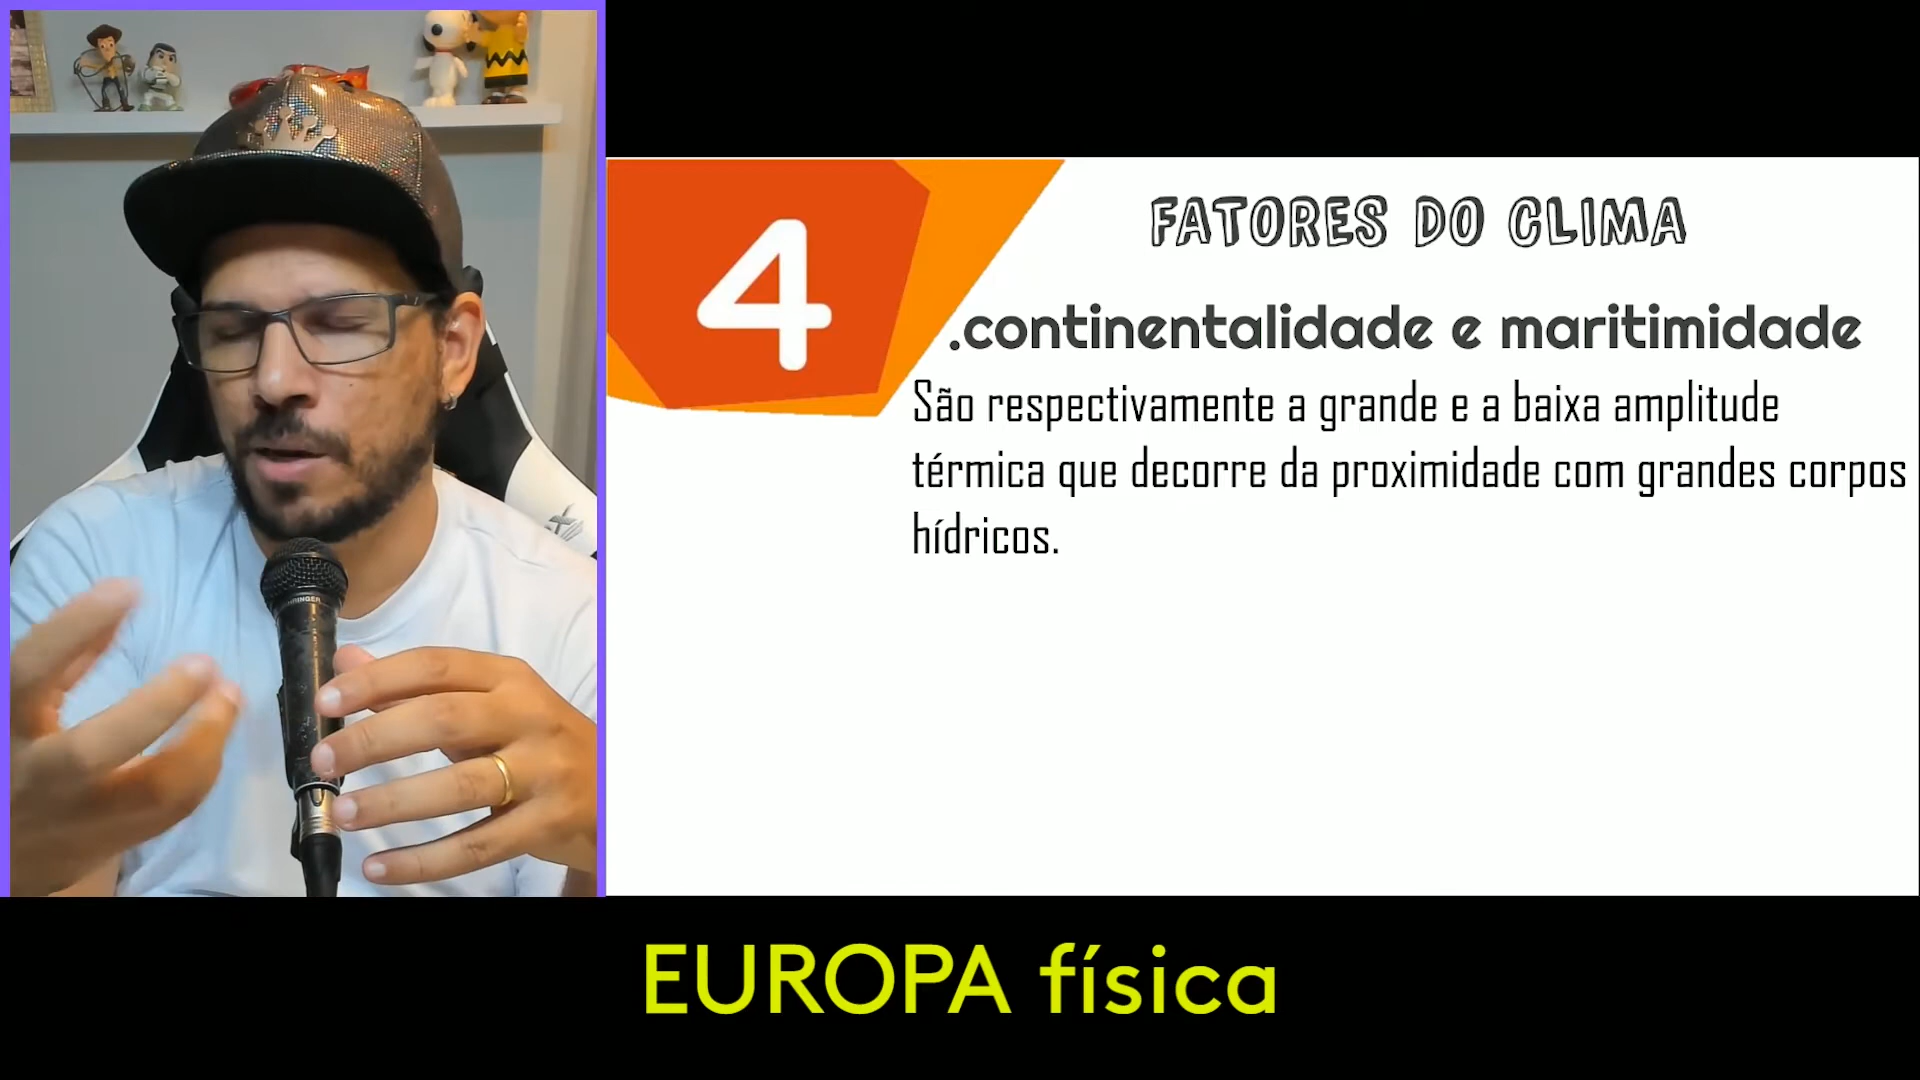 4
FATORES DO CLIMA
.continentalidade e maritimidade
São respectivamente a grande e a baixa amplitude
térmica que decorre da proximidade com grandes corpos
hídricos.
EUROPA física